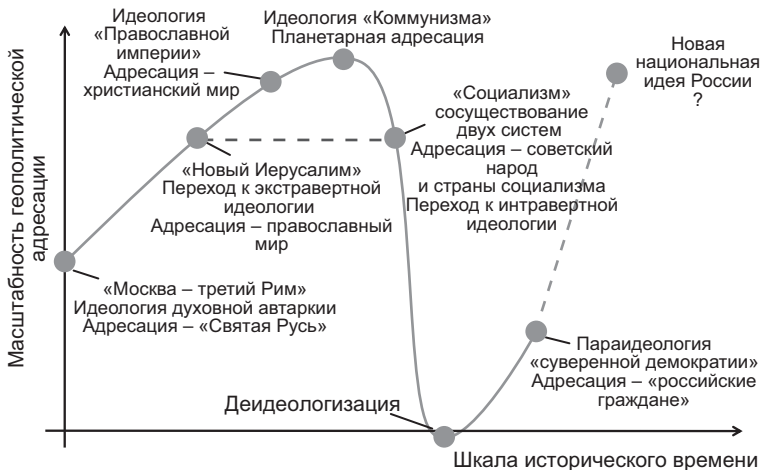 Масштабность геополитической
адресации
Идеология
«Православной
империи»
Адресация –
христианский мир
Идеология «Коммунизма»
Планетарная адресация
Новая
национальная
идея России
?
«Социализм»
сосуществование
двух систем
Адресация – советский
народ
и страны социализма
Переход к интравертной
идеологии
«Новый Иерусалим»
Переход к экстравертной
идеологии
Адресация – православный
мир
«Москва – третий Рим»
Идеология духовной автаркии
Адресация – «Святая Русь»
Параидеология
«суверенной демократии»
Адресация – «российские
граждане»
Деидеологизация
Шкала исторического времени